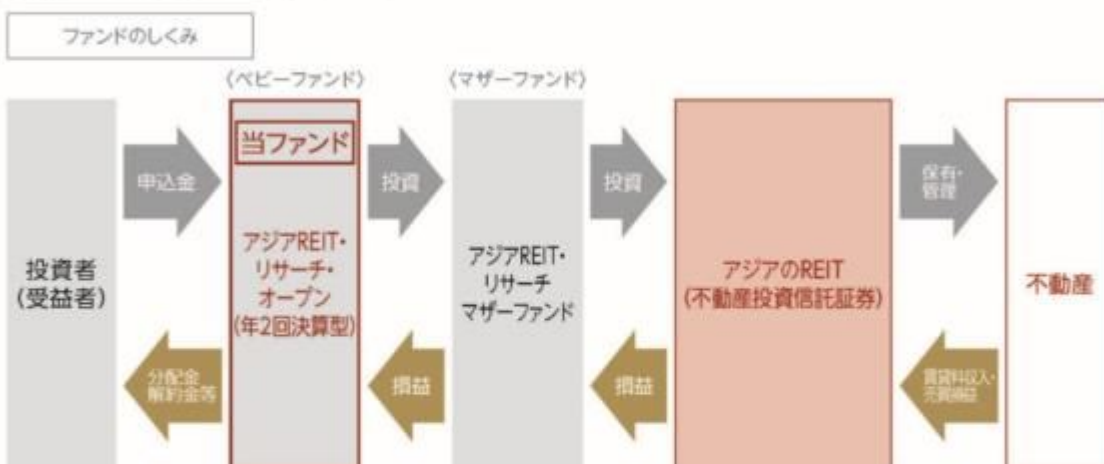 ファンドのしくみ
〈ベビーファンド〉
〈マザーファンド〉
投資者
(受益者)
申込金
分配金
解約金等
当ファンド
アジアREIT・
リサーチ・
オープン
(年2回決算型)
投資
損益
アジアREIT・
リサーチ
マザーファンド
投資
損益
アジアのREIT
(不動産投資信託証券)
保有・
管理
賃貸料収入・
売買損益
不動産